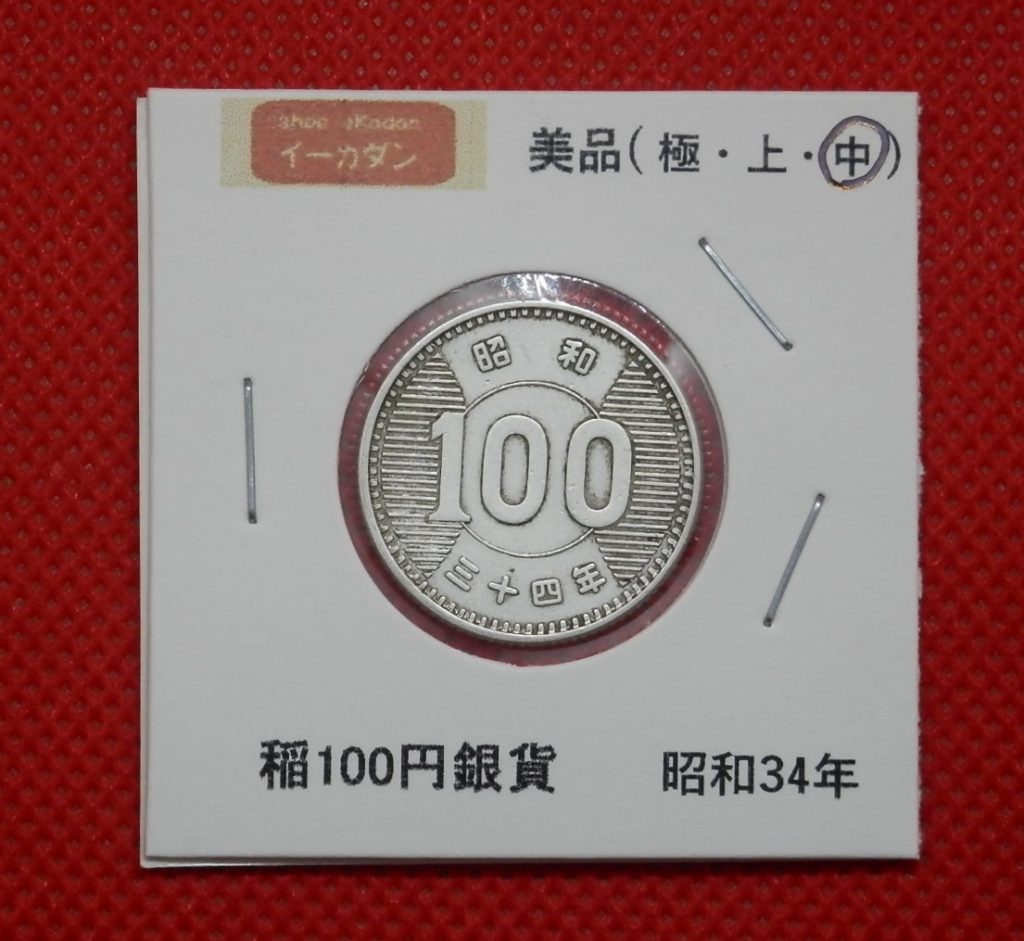 shop eKadan
イーカダン
美品(極・上・中)
昭和
100
三十四年
稲100円銀貨
昭和34年